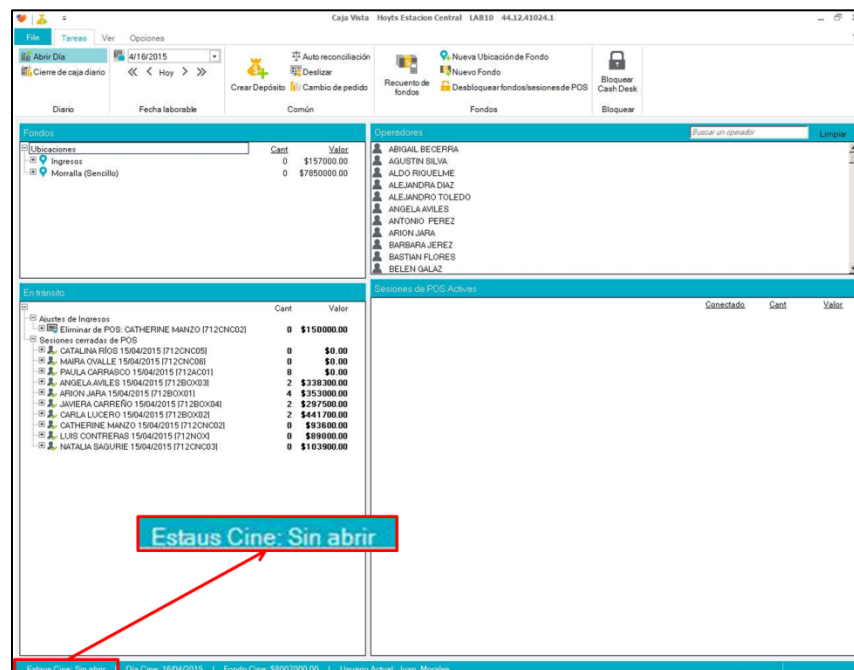 Caja Vista Hoyts Estacion Central LAB10 44.12.41024.1
File Tareas Ver Opciones
Abrir Día
Cierre de caja diario
Diario
4/16/2015
Hoy
Fecha laborable
Crear Depósito
Auto reconciliación
Deslizar
Cambio de pedido
Común
Recuento de fondos
Nueva Ubicación de Fondo
Nuevo Fondo
Desbloquear fondos/sesiones de POS
Fondos
Bloquear Cash Desk
Bloquear
Fondos
Ubicaciones Cant Valor
Ingresos 0 $157000.00
Morralla (Sencillo) 0 $7850000.00
Operadores Buscar un operador Limpiar
ABIGAIL BECERRA
AGUSTIN SILVA
ALDO RIQUELME
ALEJANDRA DIAZ
ALEJANDRO TOLEDO
ANGELA AVILES
ANTONIO PEREZ
ARION JARA
BARBARA JEREZ
BASTIAN FLORES
BELEN GALAZ
En tránsito
Cant Valor
Ajustes de Ingresos
Eliminar de POS: CATHERINE MANZO [712CNC02] 0 $150000.00
Sesiones cerradas de POS
CATALINA RÍOS 15/04/2015 [712CNC05] 0 $0.00
MAIRA OVALLE 15/04/2015 [712CNC06] 0 $0.00
PAULA CARRASCO 15/04/2015 [712AC01] 8 $0.00
ANGELA AVILES 15/04/2015 [712BOX03] 2 $338300.00
ARION JARA 15/04/2015 [712BOX01] 4 $353000.00
JAVIERA CARREÑO 15/04/2015 [712BOX04] 2 $297500.00
CARLA LUCERO 15/04/2015 [712BOX02] 2 $441700.00
CATHERINE MANZO 15/04/2015 [712CNC02] 0 $93600.00
LUIS CONTRERAS 15/04/2015 [712NOX] 0 $89000.00
NATALIA SAGURIE 15/04/2015 [712CNC03] 0 $103900.00
Sesiones de POS Activas
Conectado Cant Valor
Estaus Cine: Sin abrir
Estaus Cine: Sin abrir | Día Cine: 16/04/2015 | Fondo Cine: $8007000.00 | Usuario Actual: Juan Morales